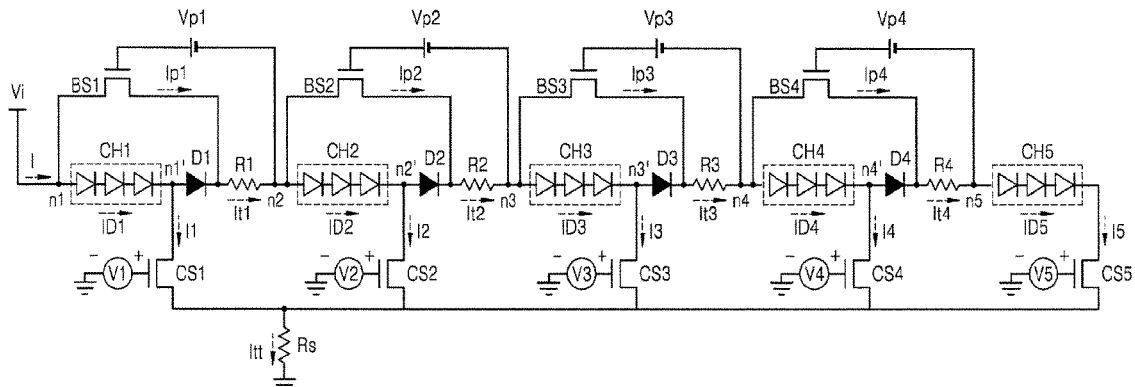 Vp1 Vp2 Vp3 Vp4
BS1 Ip1 BS2 Ip2 BS3 Ip3 BS4 Ip4
Vi
I CH1 n1' D1 R1 CH2 n2' D2 R2 CH3 n3' D3 R3 CH4 n4' D4 R4 CH5
n1 ID1 It1 n2 ID2 It2 n3 ID3 It3 n4 ID4 It4 n5 ID5
I1 I2 I3 I4 I5
− V1 + CS1 − V2 + CS2 − V3 + CS3 − V4 + CS4 − V5 + CS5
Itt Rs